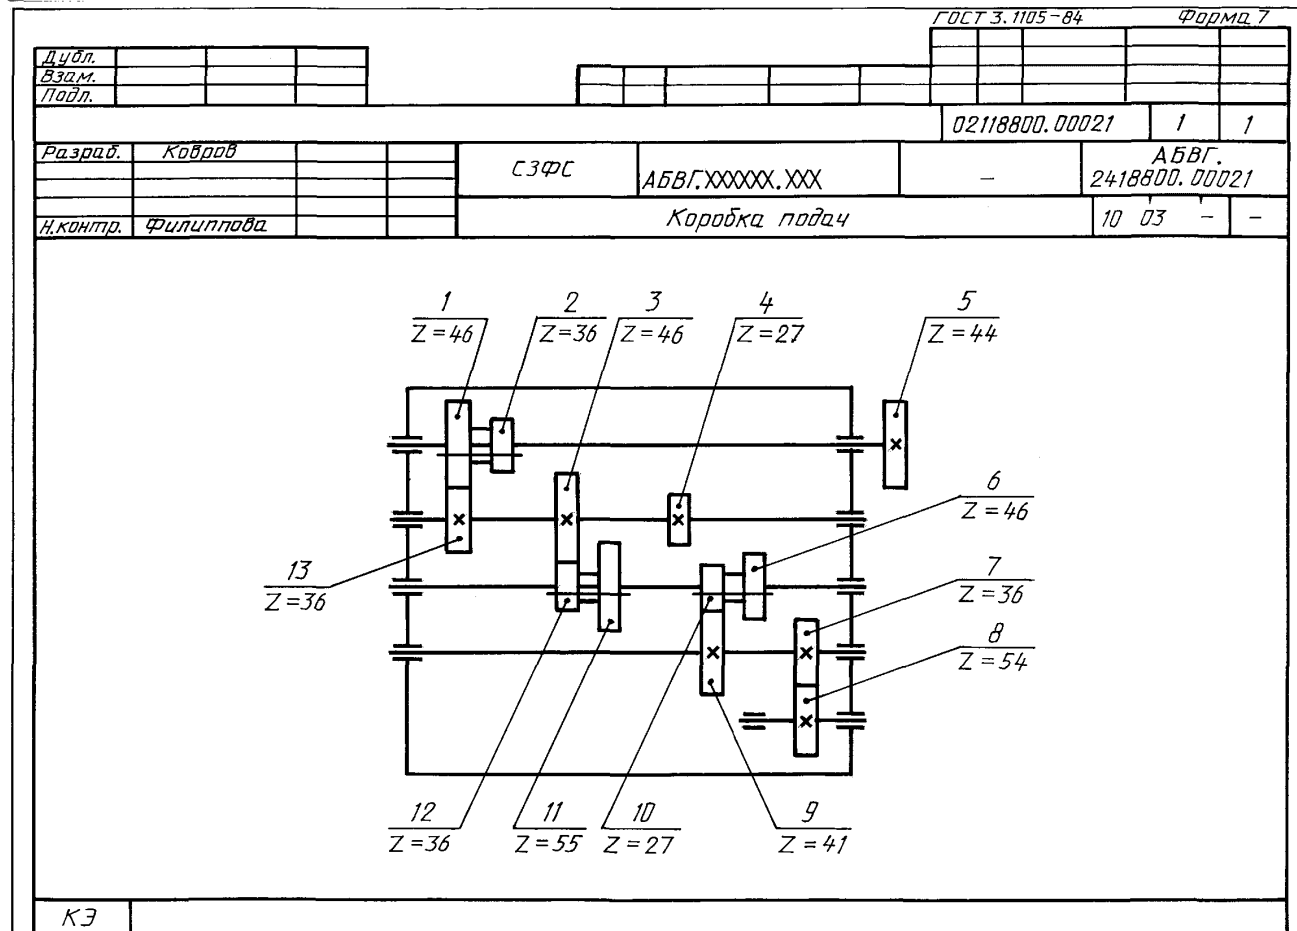 ГОСТ 3.1105-84 Форма 7
Дубл.
Взам.
Подл.
02118800.00021 1 1
Разраб. Ковров
СЗФС АБВГ.XXXXXX.XXX – АБВГ.
2418800.00021
Н.контр. Филиппова
Коробка подач 10 03 – –
1 2 3 4 5
Z=46 Z=36 Z=46 Z=27 Z=44
6
Z=46
13
Z=36
7
Z=36
8
Z=54
12 11 10 9
Z=36 Z=55 Z=27 Z=41
КЭ